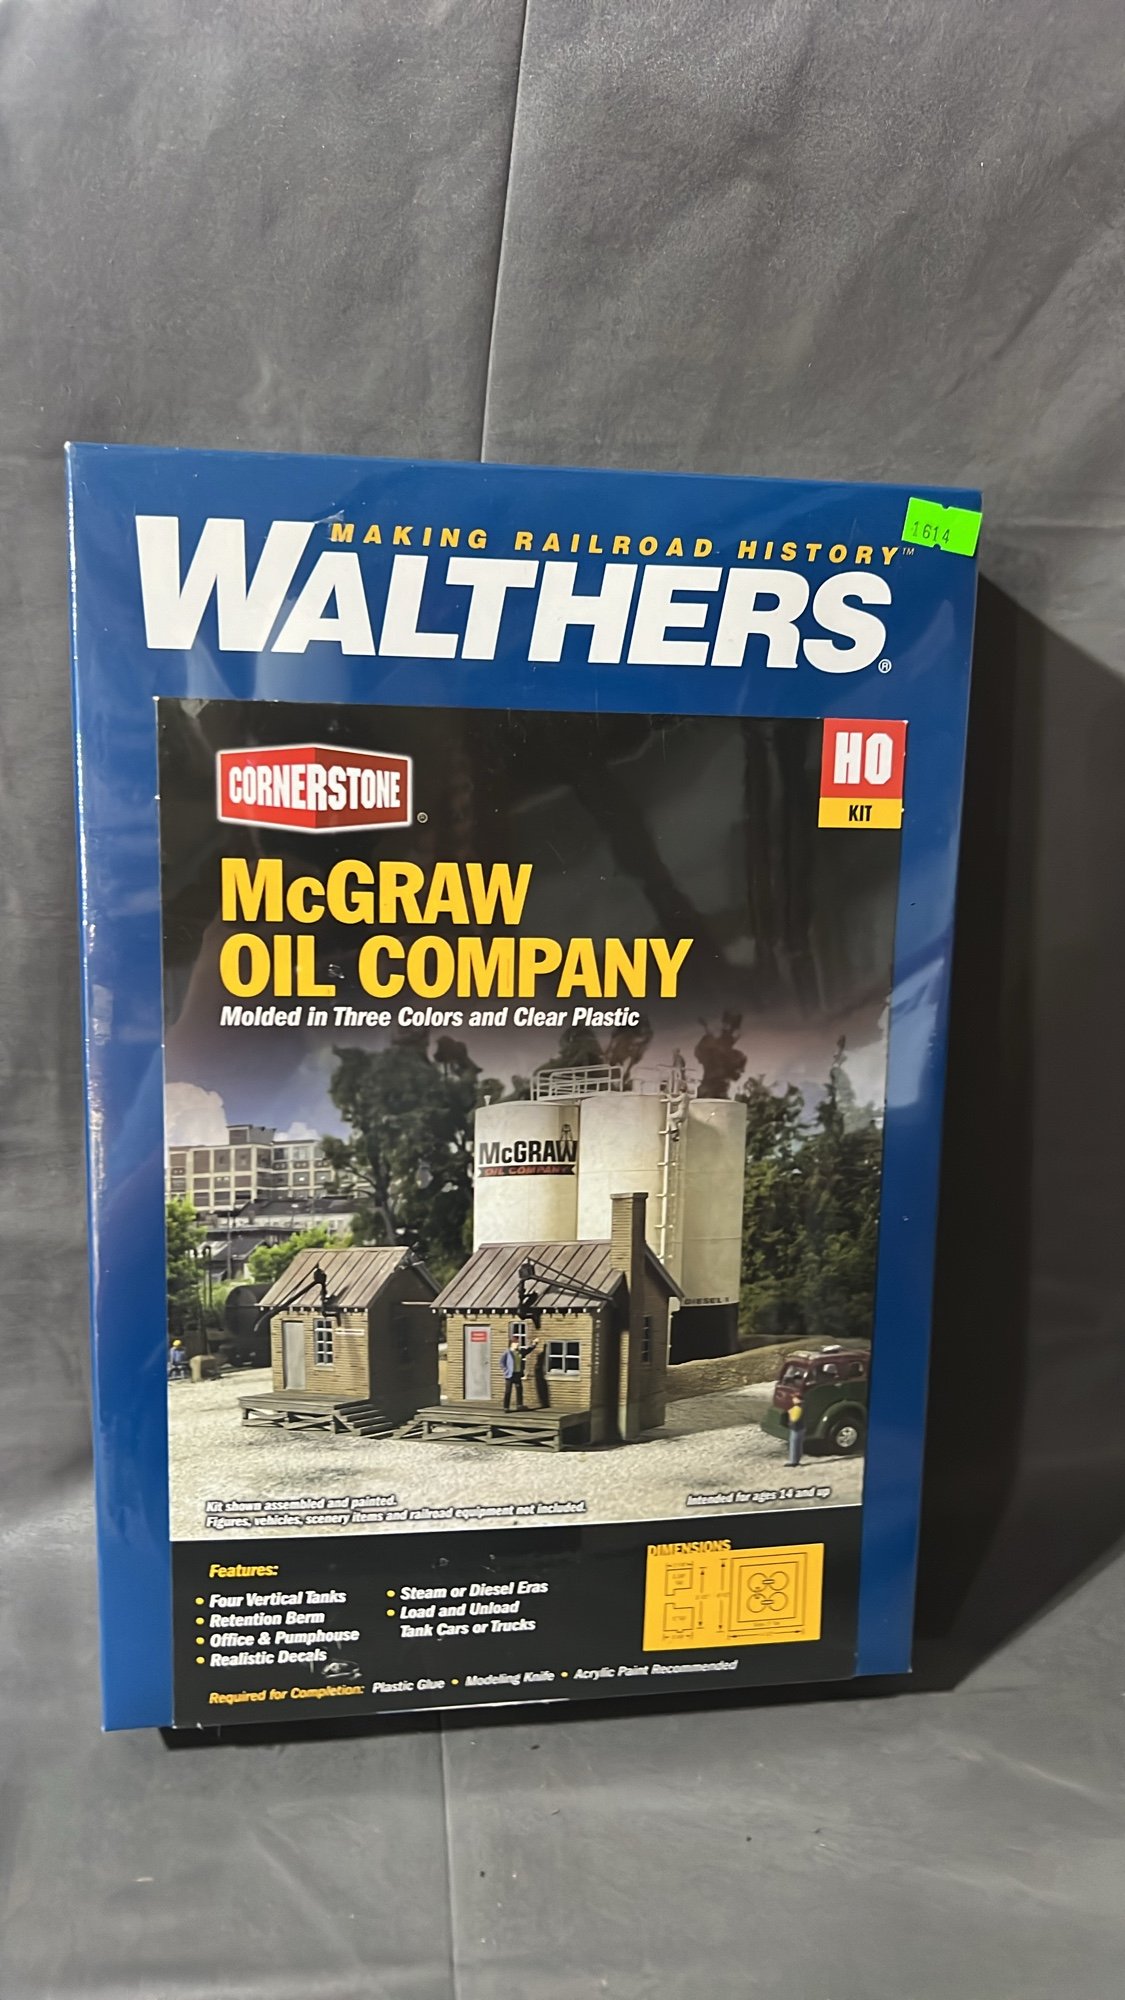 1614
MAKING RAILROAD HISTORY™
WALTHERS®
CORNERSTONE®
HO
KIT
McGRAW
OIL COMPANY
Molded in Three Colors and Clear Plastic
McGRAW
OIL COMPANY
DIESEL 1
Kit shown assembled and painted.
Figures, vehicles, scenery items and railroad equipment not included.
Intended for ages 14 and up
Features:
• Four Vertical Tanks
• Retention Berm
• Office & Pumphouse
• Realistic Decals
• Steam or Diesel Eras
• Load and Unload
Tank Cars or Trucks
DIMENSIONS
Required for Completion: Plastic Glue • Modeling Knife • Acrylic Paint Recommended